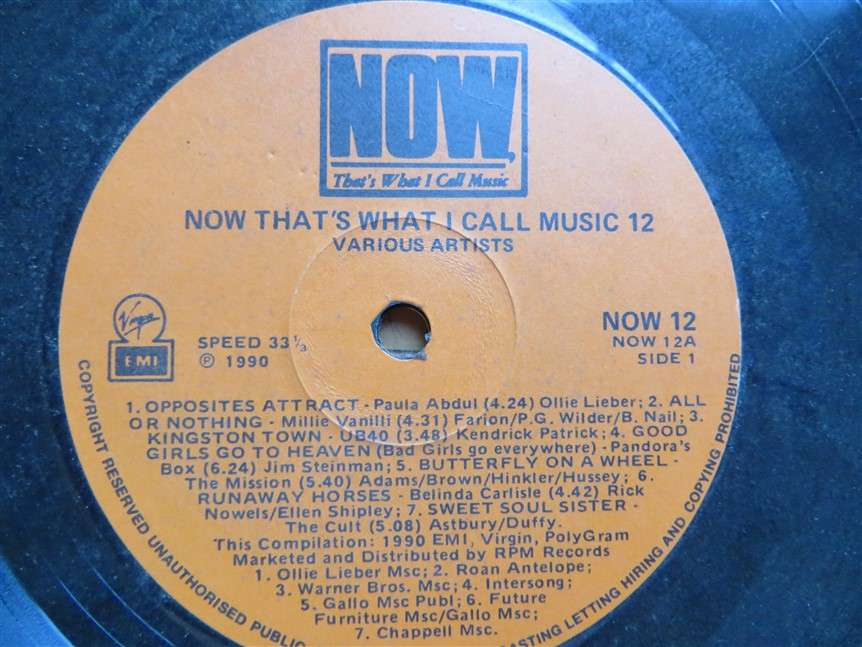 NOW,
That's What I Call Music
NOW THAT'S WHAT I CALL MUSIC 12
VARIOUS ARTISTS
Virgin
EMI
SPEED 33⅓
℗ 1990
NOW 12
NOW 12A
SIDE 1
1. OPPOSITES ATTRACT - Paula Abdul (4.24) Ollie Lieber; 2. ALL
OR NOTHING - Millie Vanilli (4.31) Farion/P.G. Wilder/B. Nail; 3.
KINGSTON TOWN - UB40 (3.48) Kendrick Patrick; 4. GOOD
GIRLS GO TO HEAVEN (Bad Girls go everywhere) - Pandora's
Box (6.24) Jim Steinman; 5. BUTTERFLY ON A WHEEL -
The Mission (5.40) Adams/Brown/Hinkler/Hussey; 6.
RUNAWAY HORSES - Belinda Carlisle (4.42) Rick
Nowels/Ellen Shipley; 7. SWEET SOUL SISTER -
The Cult (5.08) Astbury/Duffy.
This Compilation: 1990 EMI, Virgin, PolyGram
Marketed and Distributed by RPM Records
1. Ollie Lieber Msc; 2. Roan Antelope;
3. Warner Bros. Msc; 4. Intersong;
5. Gallo Msc Publ; 6. Future
Furniture Msc/Gallo Msc;
7. Chappell Msc.
COPYRIGHT RESERVED UNAUTHORISED PUBLIC
ASTING LETTING HIRING AND COPYING PROHIBITED